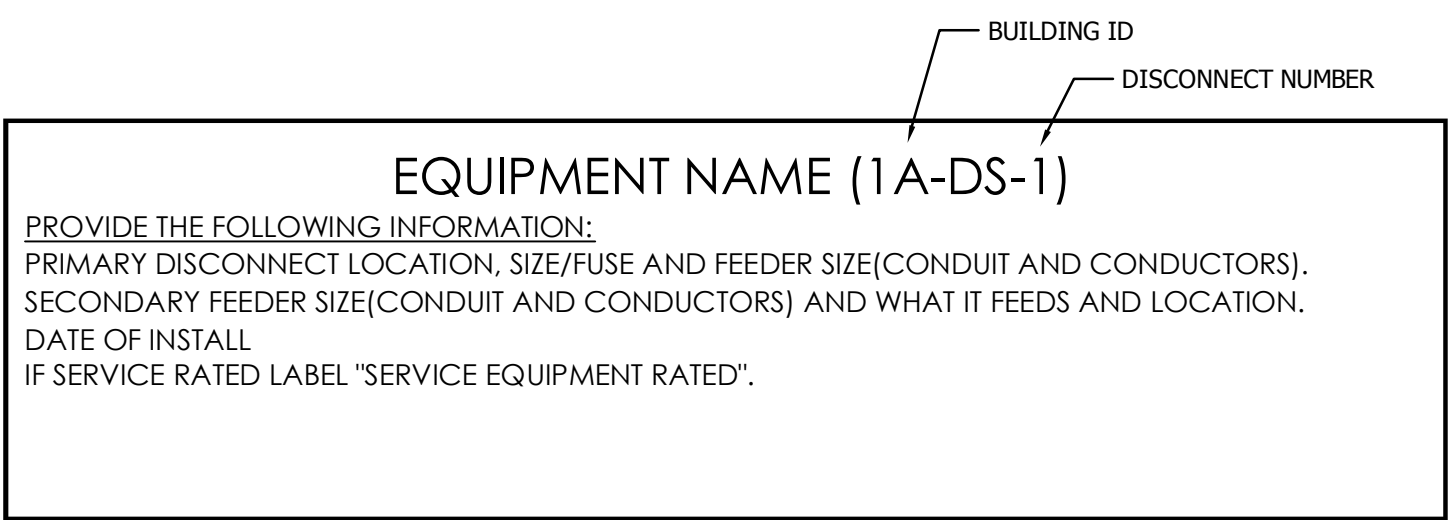 BUILDING ID
DISCONNECT NUMBER
EQUIPMENT NAME (1A-DS-1)
PROVIDE THE FOLLOWING INFORMATION:
PRIMARY DISCONNECT LOCATION, SIZE/FUSE AND FEEDER SIZE(CONDUIT AND CONDUCTORS).
SECONDARY FEEDER SIZE(CONDUIT AND CONDUCTORS) AND WHAT IT FEEDS AND LOCATION.
DATE OF INSTALL
IF SERVICE RATED LABEL "SERVICE EQUIPMENT RATED".